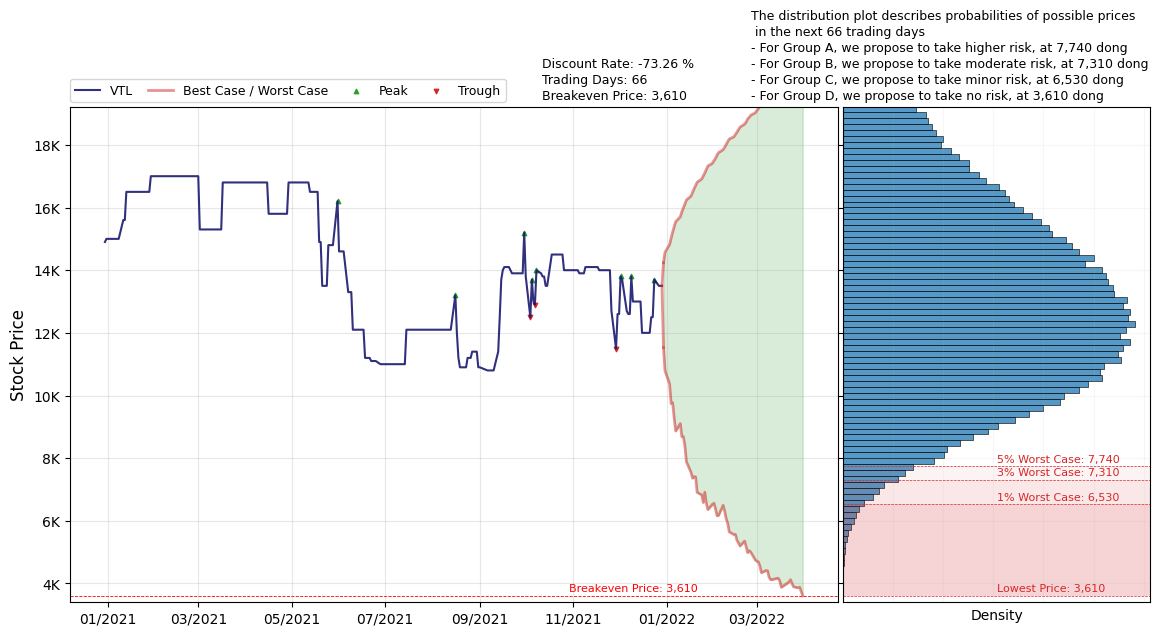 The distribution plot describes probabilities of possible prices
in the next 66 trading days
- For Group A, we propose to take higher risk, at 7,740 dong
- For Group B, we propose to take moderate risk, at 7,310 dong
- For Group C, we propose to take minor risk, at 6,530 dong
- For Group D, we propose to take no risk, at 3,610 dong
Discount Rate: -73.26 %
Trading Days: 66
Breakeven Price: 3,610
VTL Best Case / Worst Case Peak Trough
Stock Price
18K
16K
14K
12K
10K
8K
6K
4K
Breakeven Price: 3,610
01/2021 03/2021 05/2021 07/2021 09/2021 11/2021 01/2022 03/2022
5% Worst Case: 7,740
3% Worst Case: 7,310
1% Worst Case: 6,530
Lowest Price: 3,610
Density